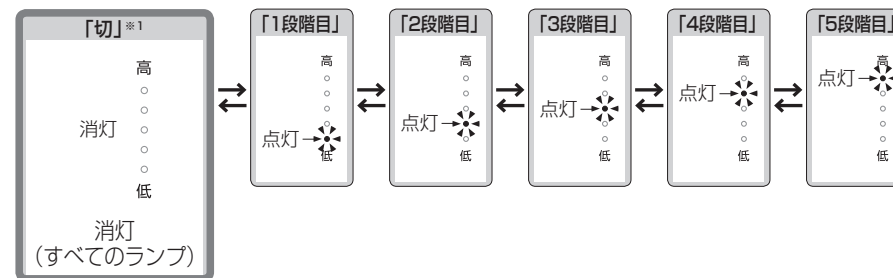 「切」※1
高
消灯
低
消灯
(すべてのランプ)
「1段階目」
高
点灯
低
「2段階目」
高
点灯
低
「3段階目」
高
点灯
低
「4段階目」
高
点灯
低
「5段階目」
高
点灯
低